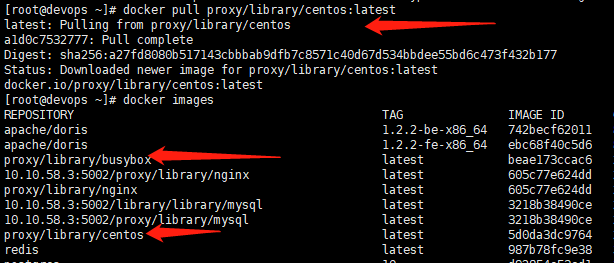 [root@devops ~]# docker pull proxy/library/centos:latest
latest: Pulling from proxy/library/centos
a1d0c7532777: Pull complete
Digest: sha256:a27fd8080b517143cbbbab9dfb7c8571c40d67d534bbdee55bd6c473f432b177
Status: Downloaded newer image for proxy/library/centos:latest
docker.io/proxy/library/centos:latest
[root@devops ~]# docker images
REPOSITORY TAG IMAGE ID
apache/doris 1.2.2-be-x86_64 742becf62011
apache/doris 1.2.2-fe-x86_64 ebc68f40c5d6
proxy/library/busybox latest beae173ccac6
10.10.58.3:5002/proxy/library/nginx latest 605c77e624dd
proxy/library/nginx latest 605c77e624dd
10.10.58.3:5002/library/mysql latest 3218b38490ce
10.10.58.3:5002/proxy/library/mysql latest 3218b38490ce
proxy/library/centos latest 5d0da3dc9764
redis latest 987b78fc9e38